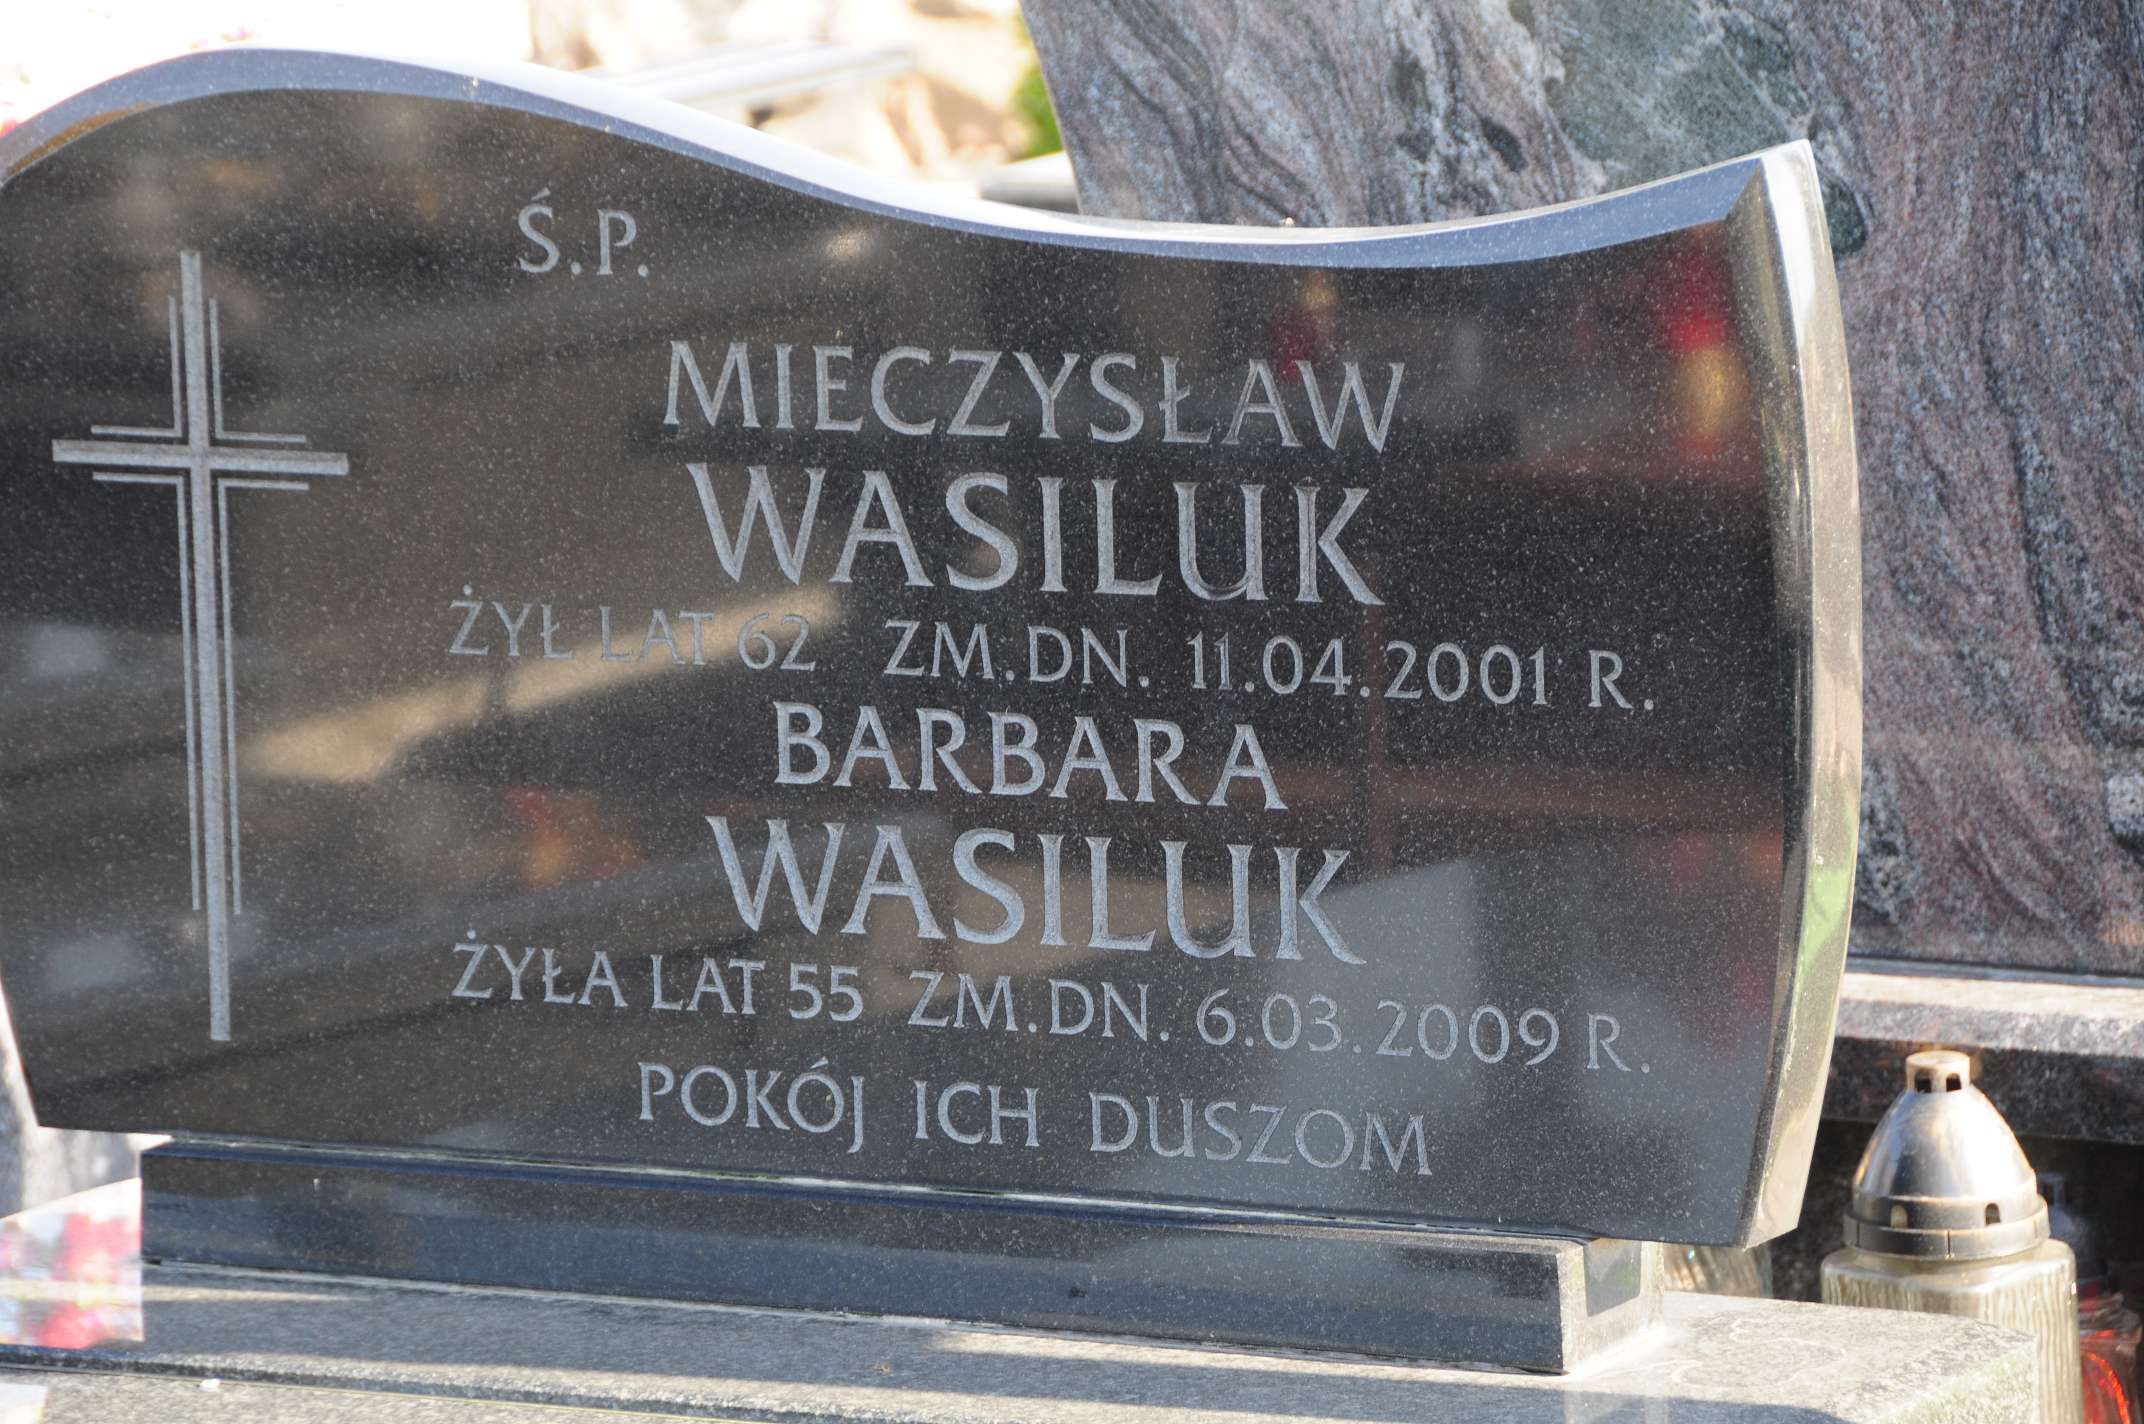 Ś.P.
MIECZYSŁAW
WASILUK
ŻYŁ LAT 62 ZM.DN. 11.04.2001 R.
BARBARA
WASILUK
ŻYŁA LAT 55 ZM.DN. 6.03.2009 R.
POKÓJ ICH DUSZOM